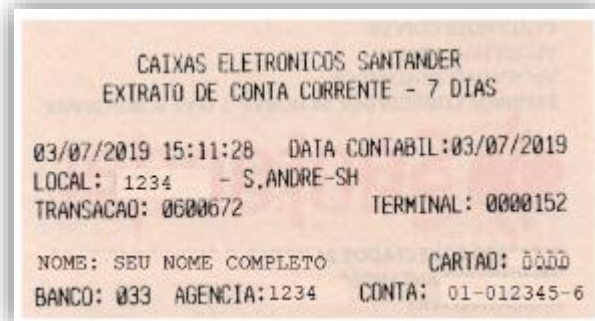 CAIXAS ELETRONICOS SANTANDER
EXTRATO DE CONTA CORRENTE - 7 DIAS
03/07/2019 15:11:28 DATA CONTABIL:03/07/2019
LOCAL: 1234 - S.ANDRE-SH
TRANSACAO: 0600672 TERMINAL: 0000152
NOME: SEU NOME COMPLETO CARTAO:
BANCO: 033 AGENCIA:1234 CONTA: 01-012345-6